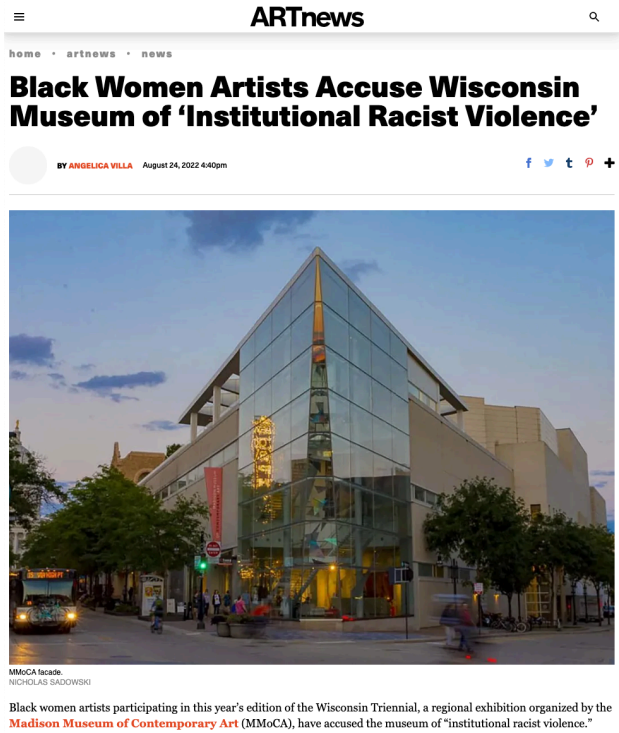 ARTnews
home • artnews • news
Black Women Artists Accuse Wisconsin
Museum of ‘Institutional Racist Violence’
BY ANGELICA VILLA August 24, 2022 4:40pm
MMoCA facade.
NICHOLAS SADOWSKI
Black women artists participating in this year’s edition of the Wisconsin Triennial, a regional exhibition organized by the
Madison Museum of Contemporary Art (MMoCA), have accused the museum of “institutional racist violence.”